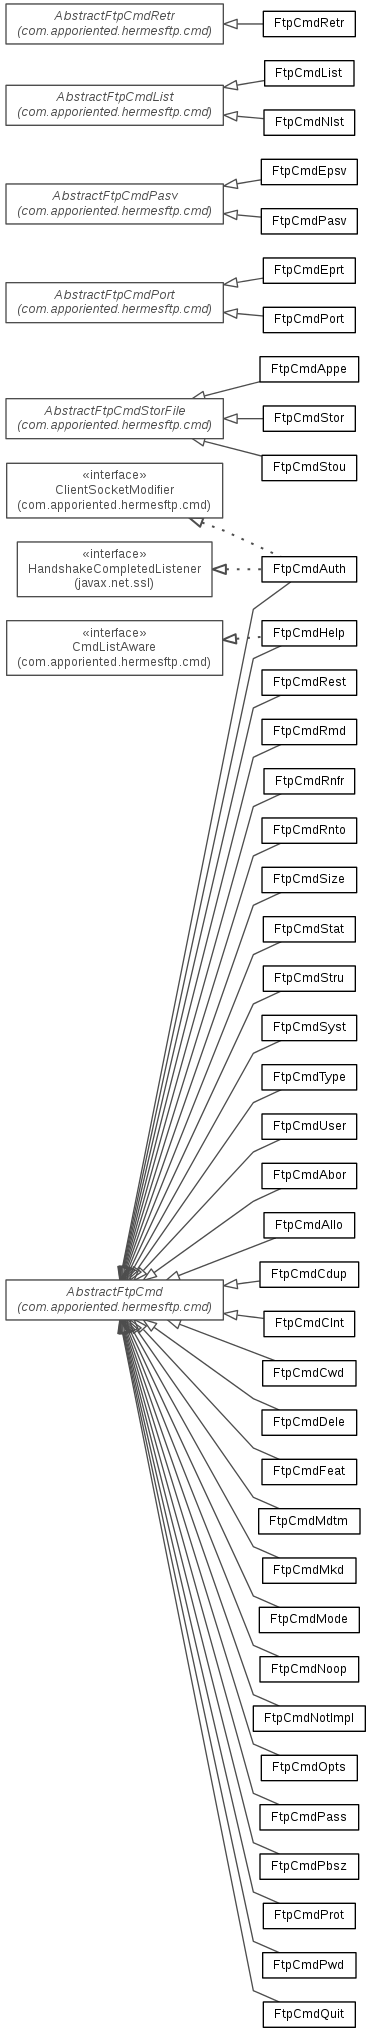 AbstractFtpCmdRetr
(com.apporiented.hermesftp.cmd)
FtpCmdRetr
AbstractFtpCmdList
(com.apporiented.hermesftp.cmd)
FtpCmdList
FtpCmdNlst
AbstractFtpCmdPasv
(com.apporiented.hermesftp.cmd)
FtpCmdEpsv
FtpCmdPasv
AbstractFtpCmdPort
(com.apporiented.hermesftp.cmd)
FtpCmdEprt
FtpCmdPort
AbstractFtpCmdStorFile
(com.apporiented.hermesftp.cmd)
FtpCmdAppe
FtpCmdStor
FtpCmdStou
«interface»
ClientSocketModifier
(com.apporiented.hermesftp.cmd)
«interface»
HandshakeCompletedListener
(javax.net.ssl)
FtpCmdAuth
«interface»
CmdListAware
(com.apporiented.hermesftp.cmd)
FtpCmdHelp
FtpCmdRest
FtpCmdRmd
FtpCmdRnfr
FtpCmdRnto
FtpCmdSize
FtpCmdStat
FtpCmdStru
FtpCmdSyst
FtpCmdType
FtpCmdUser
FtpCmdAbor
FtpCmdAllo
AbstractFtpCmd
(com.apporiented.hermesftp.cmd)
FtpCmdCdup
FtpCmdClnt
FtpCmdCwd
FtpCmdDele
FtpCmdFeat
FtpCmdMdtm
FtpCmdMkd
FtpCmdMode
FtpCmdNoop
FtpCmdNotImpl
FtpCmdOpts
FtpCmdPass
FtpCmdPbsz
FtpCmdProt
FtpCmdPwd
FtpCmdQuit